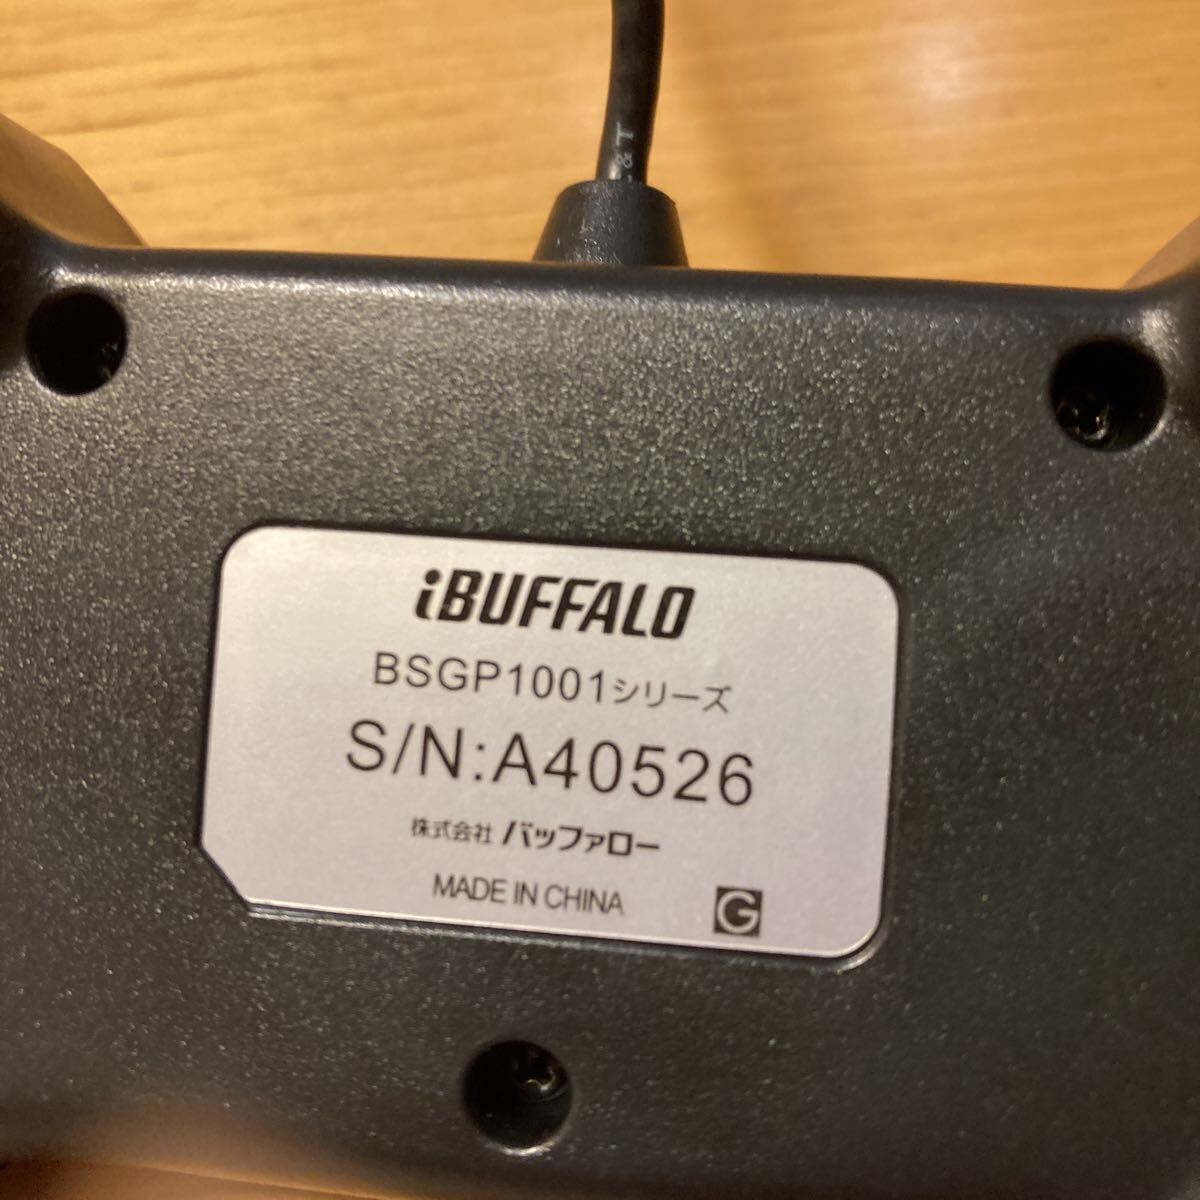 & T
iBUFFALO
BSGP1001シリーズ
S/N:A40526
株式会社 バッファロー
MADE IN CHINA
G